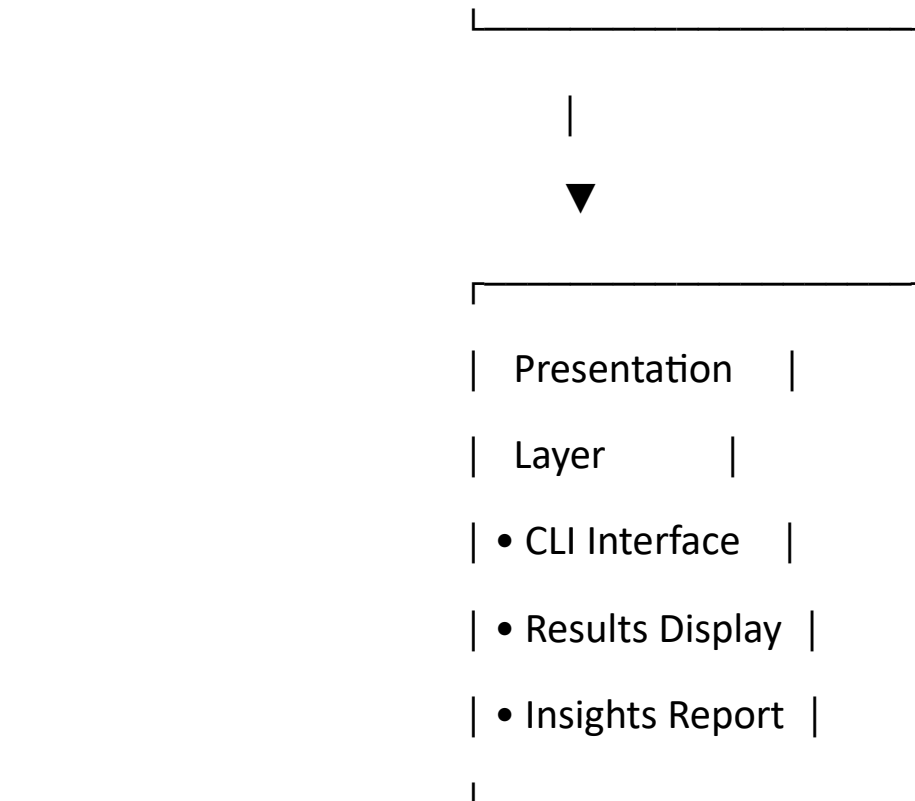 └────────────────────
│
▼
┌────────────────────
│   Presentation     │
│   Layer            │
│ • CLI Interface    │
│ • Results Display  │
│ • Insights Report  │
│